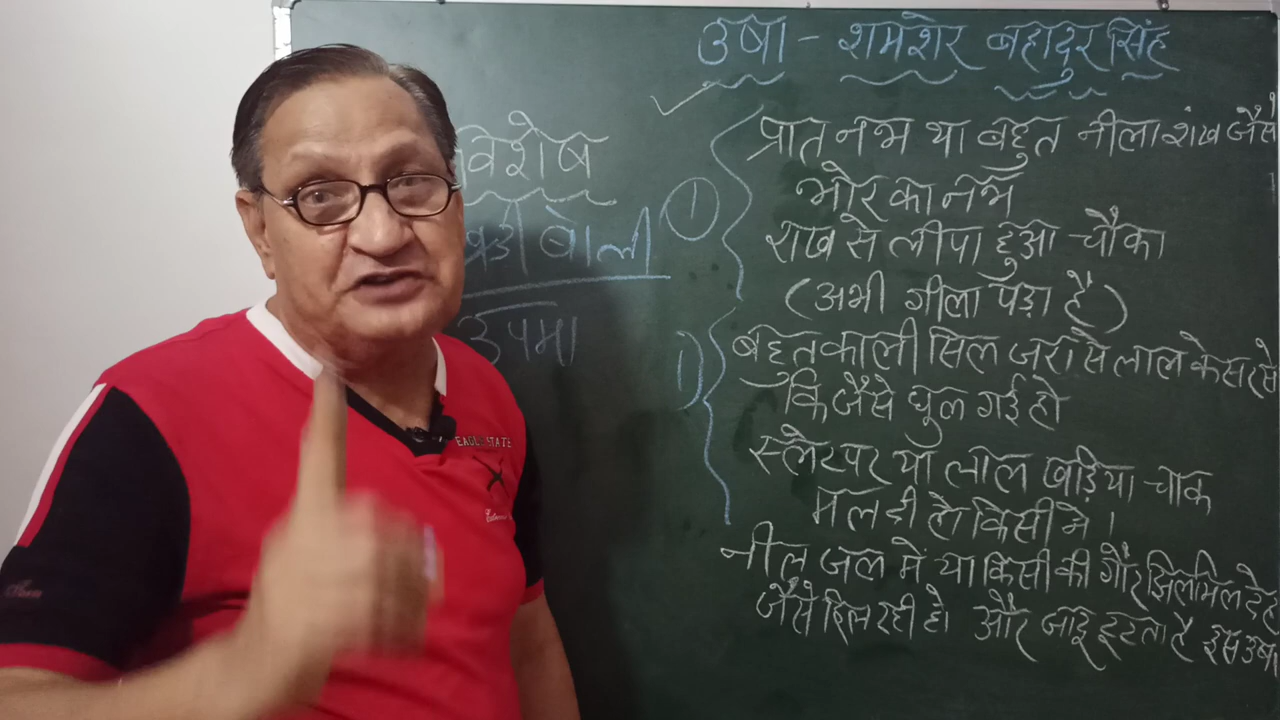 उषा - शमशेर बहादुर सिंह
विशेष
बोली
उपमा
①
प्रात नभ था बहुत नीला शंख जैसे
भोर का नभ
राख से लीपा हुआ चौका
(अभी गीला पड़ा है)
बहुत काली सिल जरा से लाल केसर से
कि जैसे धुल गई हो
स्लेट पर या लाल खड़िया चाक
मल दी हो किसी ने।
नील जल में या किसी की गौर झिलमिल देह
जैसे हिल रही हो। और जादू टूटता है इस उषा
EAGLE STATE